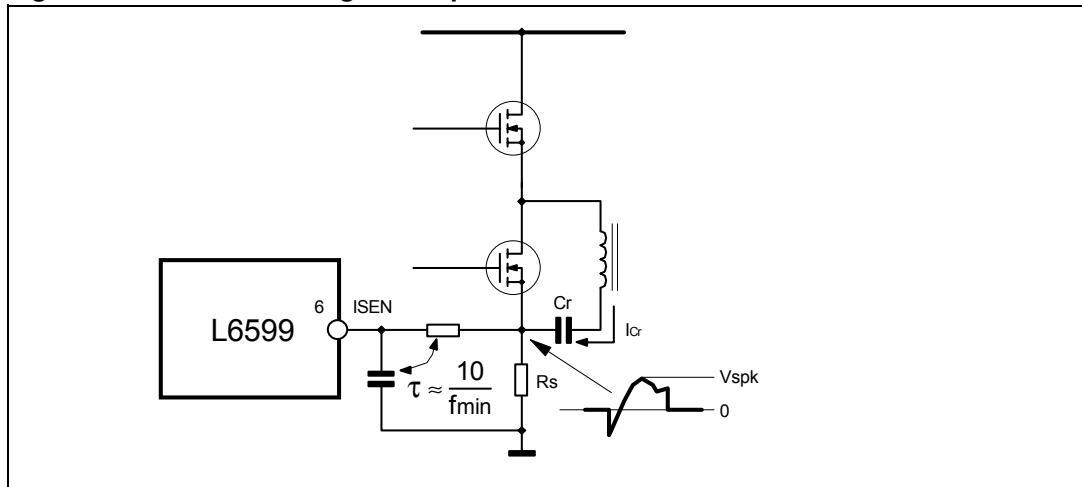 6 ISEN
L6599
Cr
ICr
Rs
τ ≈ 10
fmin
Vspk
0